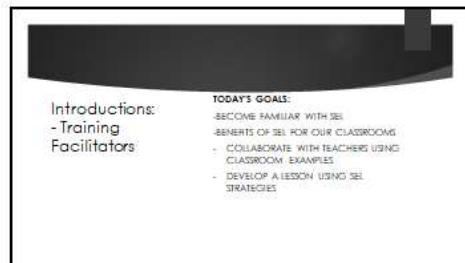 Introductions:
- Training
Facilitators
TODAY'S GOALS:
-BECOME FAMILIAR WITH SEL
-BENEFITS OF SEL FOR OUR CLASSROOMS
- COLLABORATE WITH TEACHERS USING
CLASSROOM EXAMPLES
- DEVELOP A LESSON USING SEL
STRATEGIES